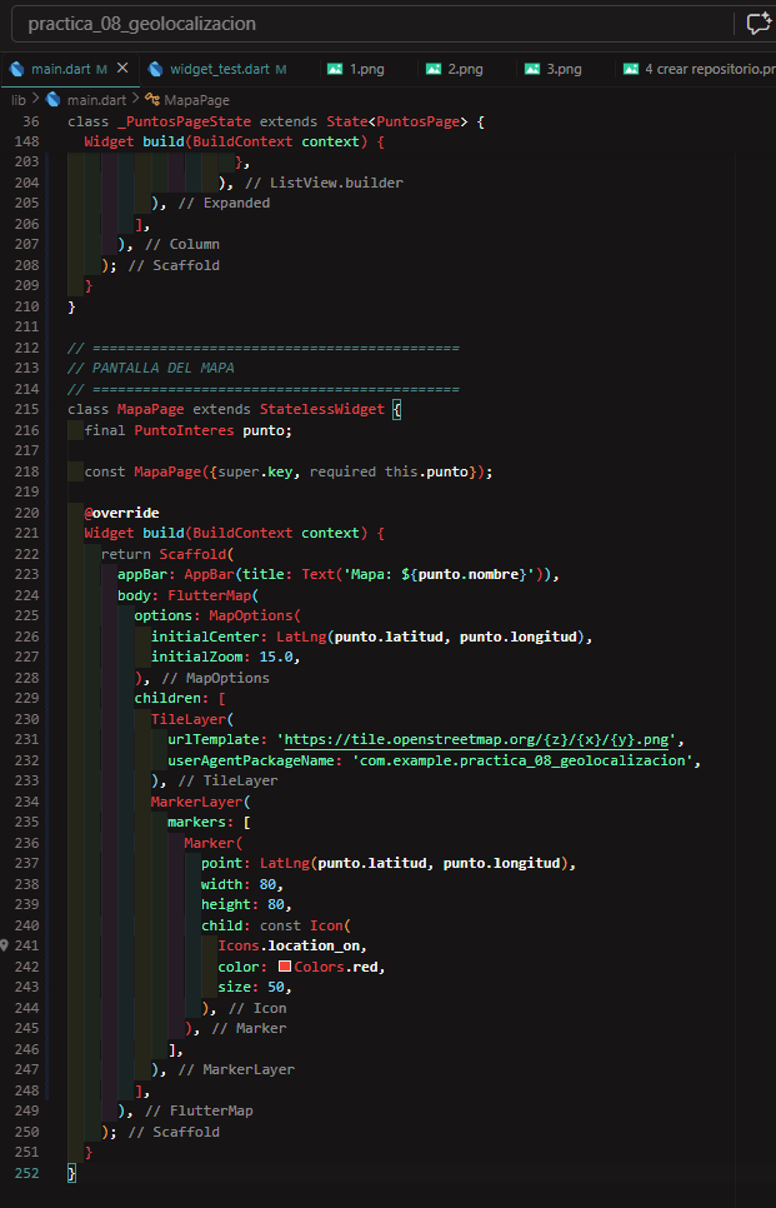 practica_08_geolocalizacion
main.dart M widget_test.dart M 1.png 2.png 3.png 4 crear repositorio.pr
lib > main.dart > MapaPage
36 class _PuntosPageState extends State<PuntosPage> {
148 Widget build(BuildContext context) {
203 },
204 ), // ListView.builder
205 ), // Expanded
206 ],
207 ), // Column
208 ); // Scaffold
209 }
210 }
211
212 // ============================================
213 // PANTALLA DEL MAPA
214 // ============================================
215 class MapaPage extends StatelessWidget {
216 final PuntoInteres punto;
217
218 const MapaPage({super.key, required this.punto});
219
220 @override
221 Widget build(BuildContext context) {
222 return Scaffold(
223 appBar: AppBar(title: Text('Mapa: ${punto.nombre}')),
224 body: FlutterMap(
225 options: MapOptions(
226 initialCenter: LatLng(punto.latitud, punto.longitud),
227 initialZoom: 15.0,
228 ), // MapOptions
229 children: [
230 TileLayer(
231 urlTemplate: 'https://tile.openstreetmap.org/{z}/{x}/{y}.png',
232 userAgentPackageName: 'com.example.practica_08_geolocalizacion',
233 ), // TileLayer
234 MarkerLayer(
235 markers: [
236 Marker(
237 point: LatLng(punto.latitud, punto.longitud),
238 width: 80,
239 height: 80,
240 child: const Icon(
241 Icons.location_on,
242 color: Colors.red,
243 size: 50,
244 ), // Icon
245 ), // Marker
246 ],
247 ), // MarkerLayer
248 ],
249 ), // FlutterMap
250 ); // Scaffold
251 }
252 }